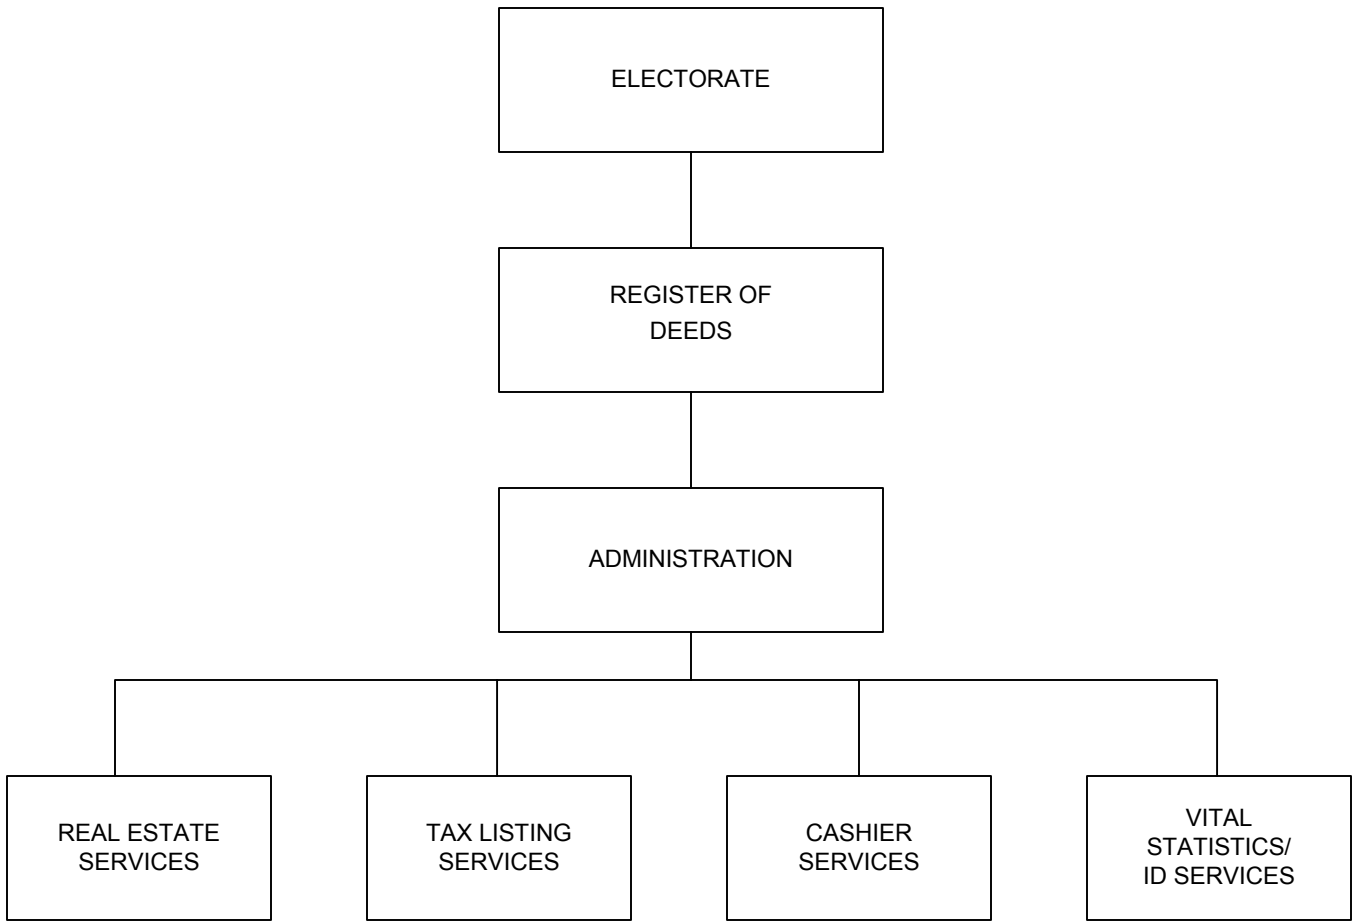 ELECTORATE
REGISTER OF
DEEDS
ADMINISTRATION
REAL ESTATE
SERVICES
TAX LISTING
SERVICES
CASHIER
SERVICES
VITAL
STATISTICS/
ID SERVICES